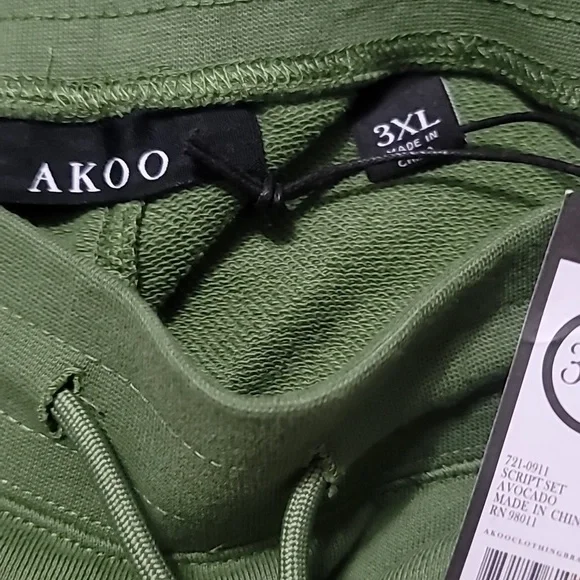 AKOO
3XL
MADE IN
721-0911
SCRIPT SET
AVOCADO
MADE IN CHIN
RN 98011
AKOOCLOTHINGBRA